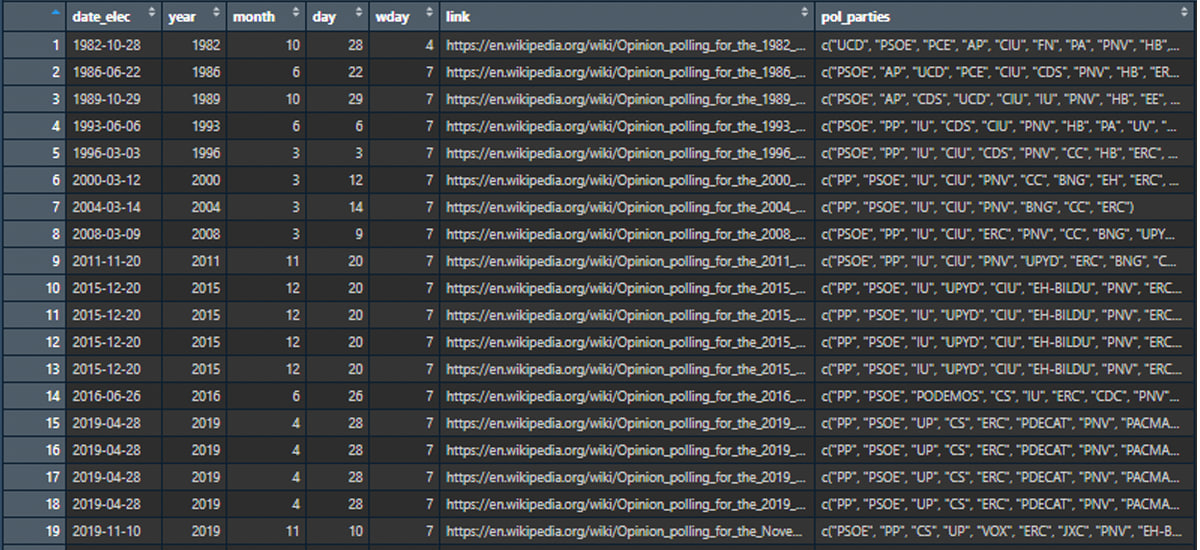 date_elec year month day wday link pol_parties
1 1982-10-28 1982 10 28 4 https://en.wikipedia.org/wiki/Opinion_polling_for_the_1982_... c("UCD", "PSOE", "PCE", "AP", "CIU", "FN", "PA", "PNV", "HB",...
2 1986-06-22 1986 6 22 7 https://en.wikipedia.org/wiki/Opinion_polling_for_the_1986_... c("PSOE", "AP", "UCD", "PCE", "CIU", "CDS", "PNV", "HB", "ER...
3 1989-10-29 1989 10 29 7 https://en.wikipedia.org/wiki/Opinion_polling_for_the_1989_... c("PSOE", "AP", "CDS", "UCD", "CIU", "IU", "PNV", "HB", "EE", ...
4 1993-06-06 1993 6 6 7 https://en.wikipedia.org/wiki/Opinion_polling_for_the_1993_... c("PSOE", "PP", "IU", "CDS", "CIU", "PNV", "HB", "PA", "UV", "...
5 1996-03-03 1996 3 3 7 https://en.wikipedia.org/wiki/Opinion_polling_for_the_1996_... c("PSOE", "PP", "IU", "CIU", "CDS", "PNV", "CC", "HB", "ERC", ...
6 2000-03-12 2000 3 12 7 https://en.wikipedia.org/wiki/Opinion_polling_for_the_2000_... c("PP", "PSOE", "IU", "CIU", "PNV", "CC", "BNG", "EH", "ERC", ...
7 2004-03-14 2004 3 14 7 https://en.wikipedia.org/wiki/Opinion_polling_for_the_2004_... c("PP", "PSOE", "IU", "CIU", "PNV", "BNG", "CC", "ERC")
8 2008-03-09 2008 3 9 7 https://en.wikipedia.org/wiki/Opinion_polling_for_the_2008_... c("PSOE", "PP", "IU", "CIU", "ERC", "PNV", "CC", "BNG", "UPY...
9 2011-11-20 2011 11 20 7 https://en.wikipedia.org/wiki/Opinion_polling_for_the_2011_... c("PSOE", "PP", "IU", "CIU", "PNV", "UPYD", "ERC", "BNG", "C...
10 2015-12-20 2015 12 20 7 https://en.wikipedia.org/wiki/Opinion_polling_for_the_2015_... c("PP", "PSOE", "IU", "UPYD", "CIU", "EH-BILDU", "PNV", "ERC...
11 2015-12-20 2015 12 20 7 https://en.wikipedia.org/wiki/Opinion_polling_for_the_2015_... c("PP", "PSOE", "IU", "UPYD", "CIU", "EH-BILDU", "PNV", "ERC...
12 2015-12-20 2015 12 20 7 https://en.wikipedia.org/wiki/Opinion_polling_for_the_2015_... c("PP", "PSOE", "IU", "UPYD", "CIU", "EH-BILDU", "PNV", "ERC...
13 2015-12-20 2015 12 20 7 https://en.wikipedia.org/wiki/Opinion_polling_for_the_2015_... c("PP", "PSOE", "IU", "UPYD", "CIU", "EH-BILDU", "PNV", "ERC...
14 2016-06-26 2016 6 26 7 https://en.wikipedia.org/wiki/Opinion_polling_for_the_2016_... c("PP", "PSOE", "PODEMOS", "CS", "IU", "ERC", "CDC", "PNV"...
15 2019-04-28 2019 4 28 7 https://en.wikipedia.org/wiki/Opinion_polling_for_the_2019_... c("PP", "PSOE", "UP", "CS", "ERC", "PDECAT", "PNV", "PACMA...
16 2019-04-28 2019 4 28 7 https://en.wikipedia.org/wiki/Opinion_polling_for_the_2019_... c("PP", "PSOE", "UP", "CS", "ERC", "PDECAT", "PNV", "PACMA...
17 2019-04-28 2019 4 28 7 https://en.wikipedia.org/wiki/Opinion_polling_for_the_2019_... c("PP", "PSOE", "UP", "CS", "ERC", "PDECAT", "PNV", "PACMA...
18 2019-04-28 2019 4 28 7 https://en.wikipedia.org/wiki/Opinion_polling_for_the_2019_... c("PP", "PSOE", "UP", "CS", "ERC", "PDECAT", "PNV", "PACMA...
19 2019-11-10 2019 11 10 7 https://en.wikipedia.org/wiki/Opinion_polling_for_the_Nove... c("PSOE", "PP", "CS", "UP", "VOX", "ERC", "JXC", "PNV", "EH-B...